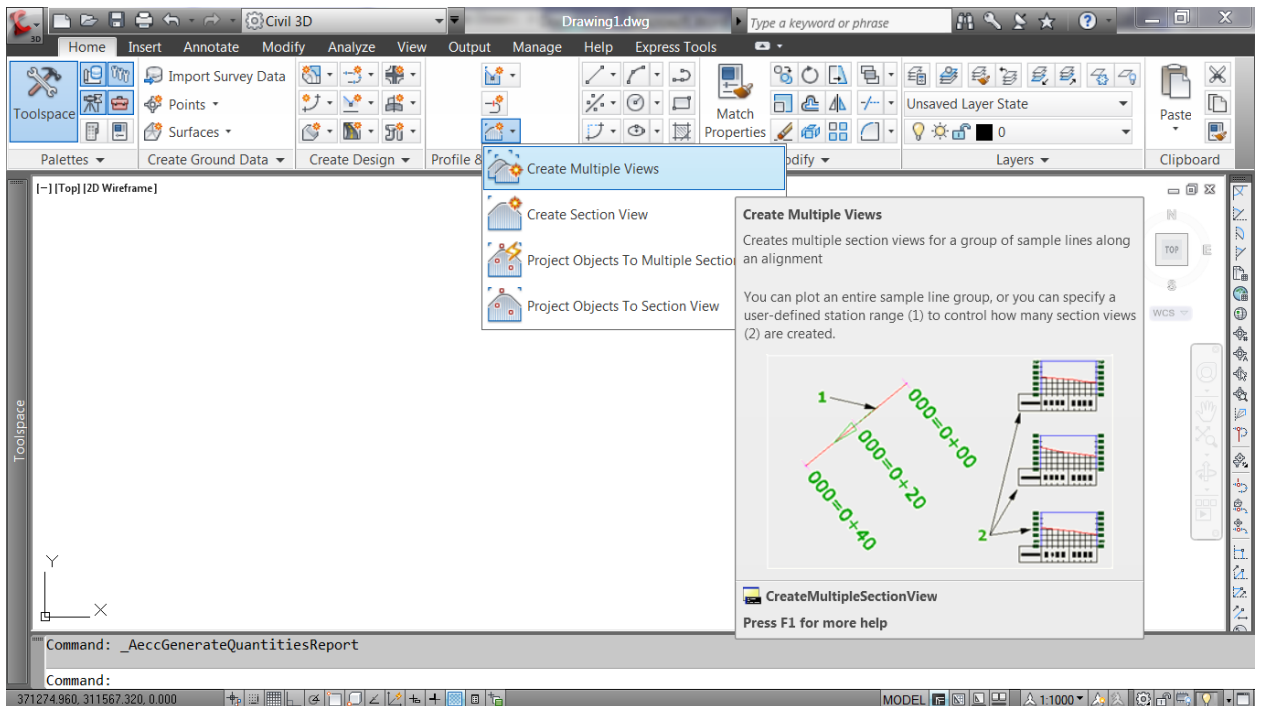 Civil 3D
Drawing1.dwg
Type a keyword or phrase
3D
Home Insert Annotate Modify Analyze View Output Manage Help Express Tools
Toolspace
Import Survey Data
Points
Surfaces
Match
Properties
Unsaved Layer State
0
Paste
Palettes
Create Ground Data
Create Design
Profile &
odify
Layers
Clipboard
[−] [Top] [2D Wireframe]
Create Multiple Views
Create Section View
Project Objects To Multiple Section
Project Objects To Section View
Create Multiple Views
Creates multiple section views for a group of sample lines along
an alignment
You can plot an entire sample line group, or you can specify a
user-defined station range (1) to control how many section views
(2) are created.
1
000=0+00
000=0+20
000=0+40
2
CreateMultipleSectionView
Press F1 for more help
N
TOP
E
S
WCS
Toolspace
Y
X
Command: _AeccGenerateQuantitiesReport
Command:
371274.960, 311567.320, 0.000
MODEL
1:1000